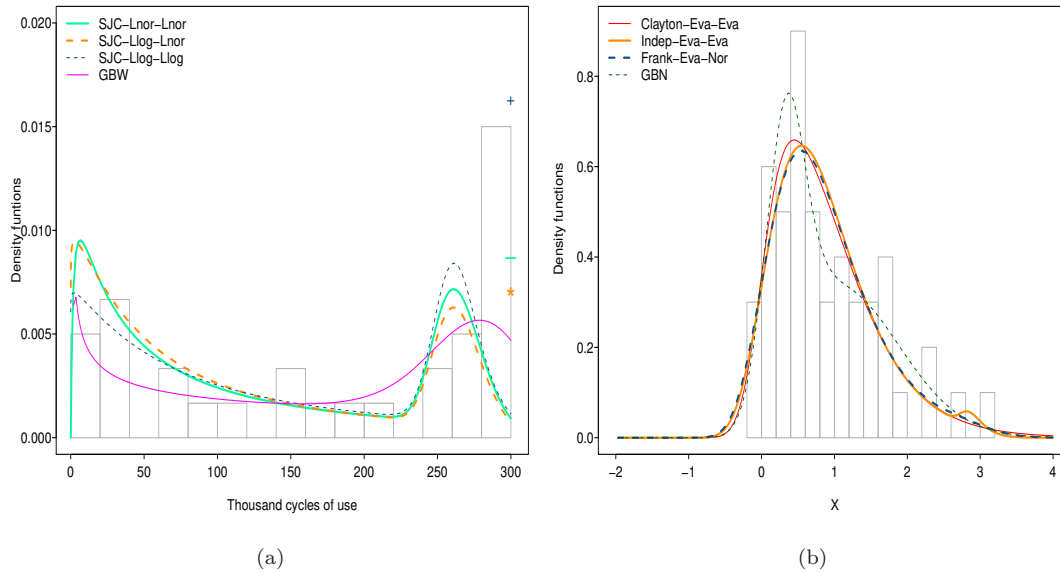 SJC−Lnor−Lnor
SJC−Llog−Lnor
SJC−Llog−Llog
GBW
Density funtions
0.020
0.015
0.010
0.005
0.000
0
50
100
150
200
250
300
Thousand cycles of use
(a)
Clayton−Eva−Eva
Indep−Eva−Eva
Frank−Eva−Nor
GBN
Density functions
0.8
0.6
0.4
0.2
0.0
−2
−1
0
1
2
3
4
X
(b)